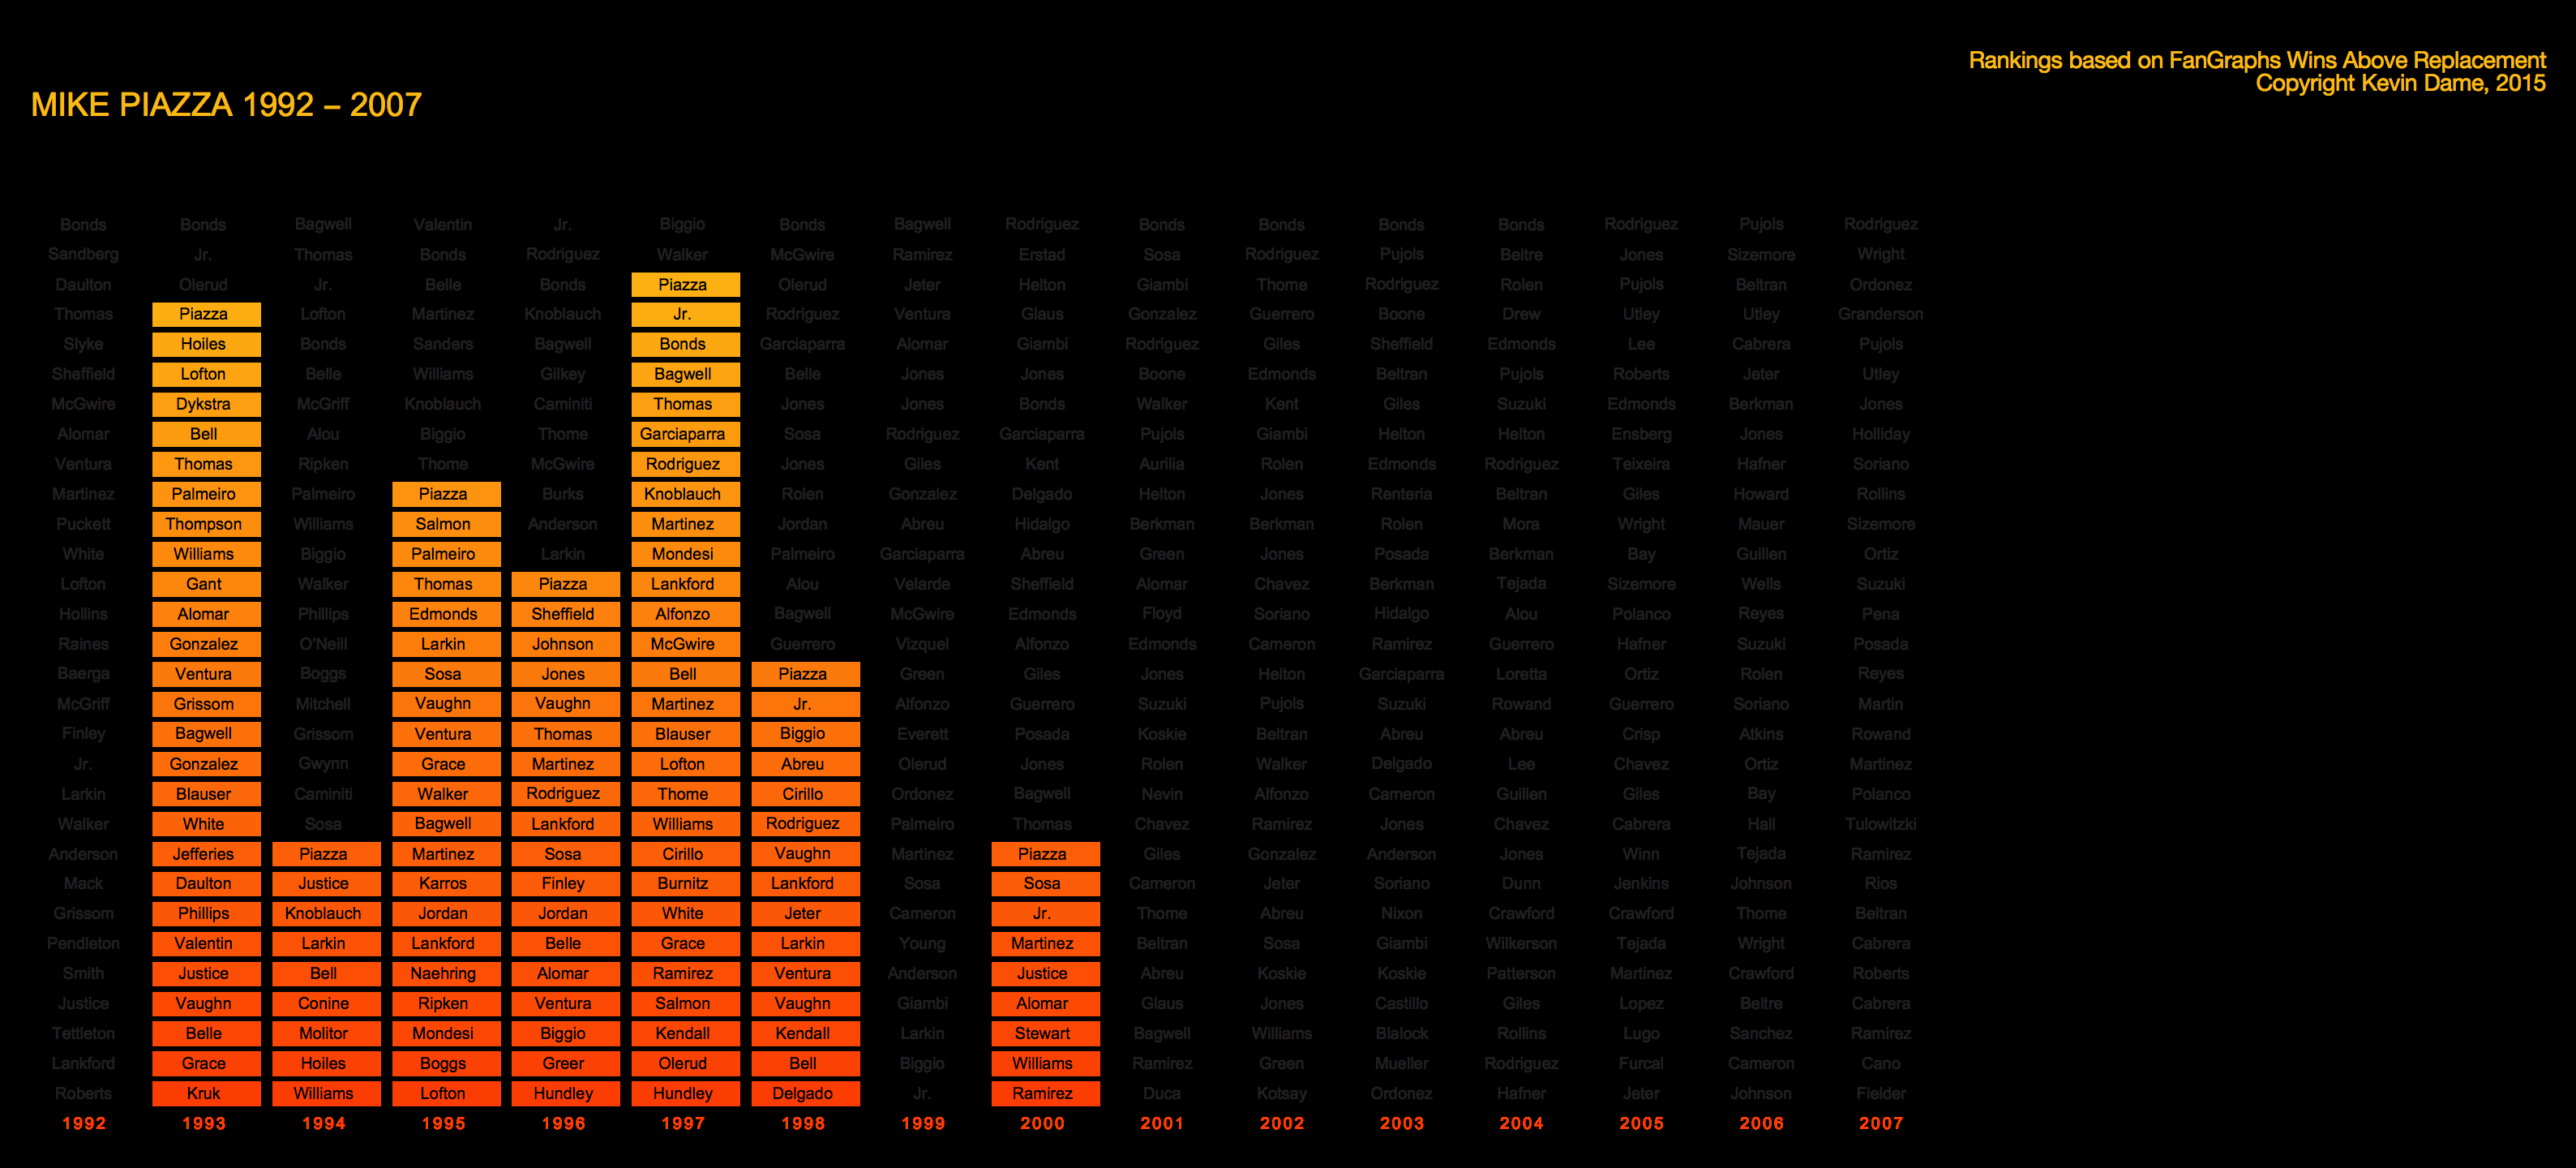 Rankings based on FanGraphs Wins Above Replacement
Copyright Kevin Dame, 2015
MIKE PIAZZA 1992 – 2007
Bonds Bonds Bagwell Valentin Jr. Biggio Bonds Bagwell Rodriguez Bonds Bonds Bonds Bonds Rodriguez Pujols Rodriguez
Sandberg Jr. Thomas Bonds Rodriguez Walker McGwire Ramirez Erstad Sosa Rodriguez Pujols Beltre Jones Sizemore Wright
Daulton Olerud Jr. Belle Bonds Piazza Olerud Jeter Helton Giambi Thome Rodriguez Rolen Pujols Beltran Ordonez
Thomas Piazza Lofton Martinez Knoblauch Jr. Rodriguez Ventura Glaus Gonzalez Guerrero Boone Drew Utley Utley Granderson
Slyke Hoiles Bonds Sanders Bagwell Bonds Garciaparra Alomar Giambi Rodriguez Giles Sheffield Edmonds Lee Cabrera Pujols
Sheffield Lofton Belle Williams Gilkey Bagwell Belle Jones Jones Boone Edmonds Beltran Pujols Roberts Jeter Utley
McGwire Dykstra McGriff Knoblauch Caminiti Thomas Jones Jones Bonds Walker Kent Giles Suzuki Edmonds Berkman Jones
Alomar Bell Alou Biggio Thome Garciaparra Sosa Rodriguez Garciaparra Pujols Giambi Helton Helton Ensberg Jones Holliday
Ventura Thomas Ripken Thome McGwire Rodriguez Jones Giles Kent Aurilia Rolen Edmonds Rodriguez Teixeira Hafner Soriano
Martinez Palmeiro Palmeiro Piazza Burks Knoblauch Rolen Gonzalez Delgado Helton Jones Renteria Beltran Giles Howard Rollins
Puckett Thompson Williams Salmon Anderson Martinez Jordan Abreu Hidalgo Berkman Berkman Rolen Mora Wright Mauer Sizemore
White Williams Biggio Palmeiro Larkin Mondesi Palmeiro Garciaparra Abreu Green Jones Posada Berkman Bay Guillen Ortiz
Lofton Gant Walker Thomas Piazza Lankford Alou Velarde Sheffield Alomar Chavez Berkman Tejada Sizemore Wells Suzuki
Hollins Alomar Phillips Edmonds Sheffield Alfonzo Bagwell McGwire Edmonds Floyd Soriano Hidalgo Alou Polanco Reyes Pena
Raines Gonzalez O'Neill Larkin Johnson McGwire Guerrero Vizquel Alfonzo Edmonds Cameron Ramirez Guerrero Hafner Suzuki Posada
Baerga Ventura Boggs Sosa Jones Bell Piazza Green Giles Jones Helton Garciaparra Loretta Ortiz Rolen Reyes
McGriff Grissom Mitchell Vaughn Vaughn Martinez Jr. Alfonzo Guerrero Suzuki Pujols Suzuki Rowand Guerrero Soriano Martin
Finley Bagwell Grissom Ventura Thomas Blauser Biggio Everett Posada Koskie Beltran Abreu Abreu Crisp Atkins Rowand
Jr. Gonzalez Gwynn Grace Martinez Lofton Abreu Olerud Jones Rolen Walker Delgado Lee Chavez Ortiz Martinez
Larkin Blauser Caminiti Walker Rodriguez Thome Cirillo Ordonez Bagwell Nevin Alfonzo Cameron Guillen Giles Bay Polanco
Walker White Sosa Bagwell Lankford Williams Rodriguez Palmeiro Thomas Chavez Ramirez Jones Chavez Cabrera Hall Tulowitzki
Anderson Jefferies Piazza Martinez Sosa Cirillo Vaughn Martinez Piazza Giles Gonzalez Anderson Jones Winn Tejada Ramirez
Mack Daulton Justice Karros Finley Burnitz Lankford Sosa Sosa Cameron Jeter Soriano Dunn Jenkins Johnson Rios
Grissom Phillips Knoblauch Jordan Jordan White Jeter Cameron Jr. Thome Abreu Nixon Crawford Crawford Thome Beltran
Pendleton Valentin Larkin Lankford Belle Grace Larkin Young Martinez Beltran Sosa Giambi Wilkerson Tejada Wright Cabrera
Smith Justice Bell Naehring Alomar Ramirez Ventura Anderson Justice Abreu Koskie Koskie Patterson Martinez Crawford Roberts
Justice Vaughn Conine Ripken Ventura Salmon Vaughn Giambi Alomar Glaus Jones Castillo Giles Lopez Beltre Cabrera
Tettleton Belle Molitor Mondesi Biggio Kendall Kendall Larkin Stewart Bagwell Williams Blalock Rollins Lugo Sanchez Ramirez
Lankford Grace Hoiles Boggs Greer Olerud Bell Biggio Williams Ramirez Green Mueller Rodriguez Furcal Cameron Cano
Roberts Kruk Williams Lofton Hundley Hundley Delgado Jr. Ramirez Duca Kotsay Ordonez Hafner Jeter Johnson Fielder
1992 1993 1994 1995 1996 1997 1998 1999 2000 2001 2002 2003 2004 2005 2006 2007